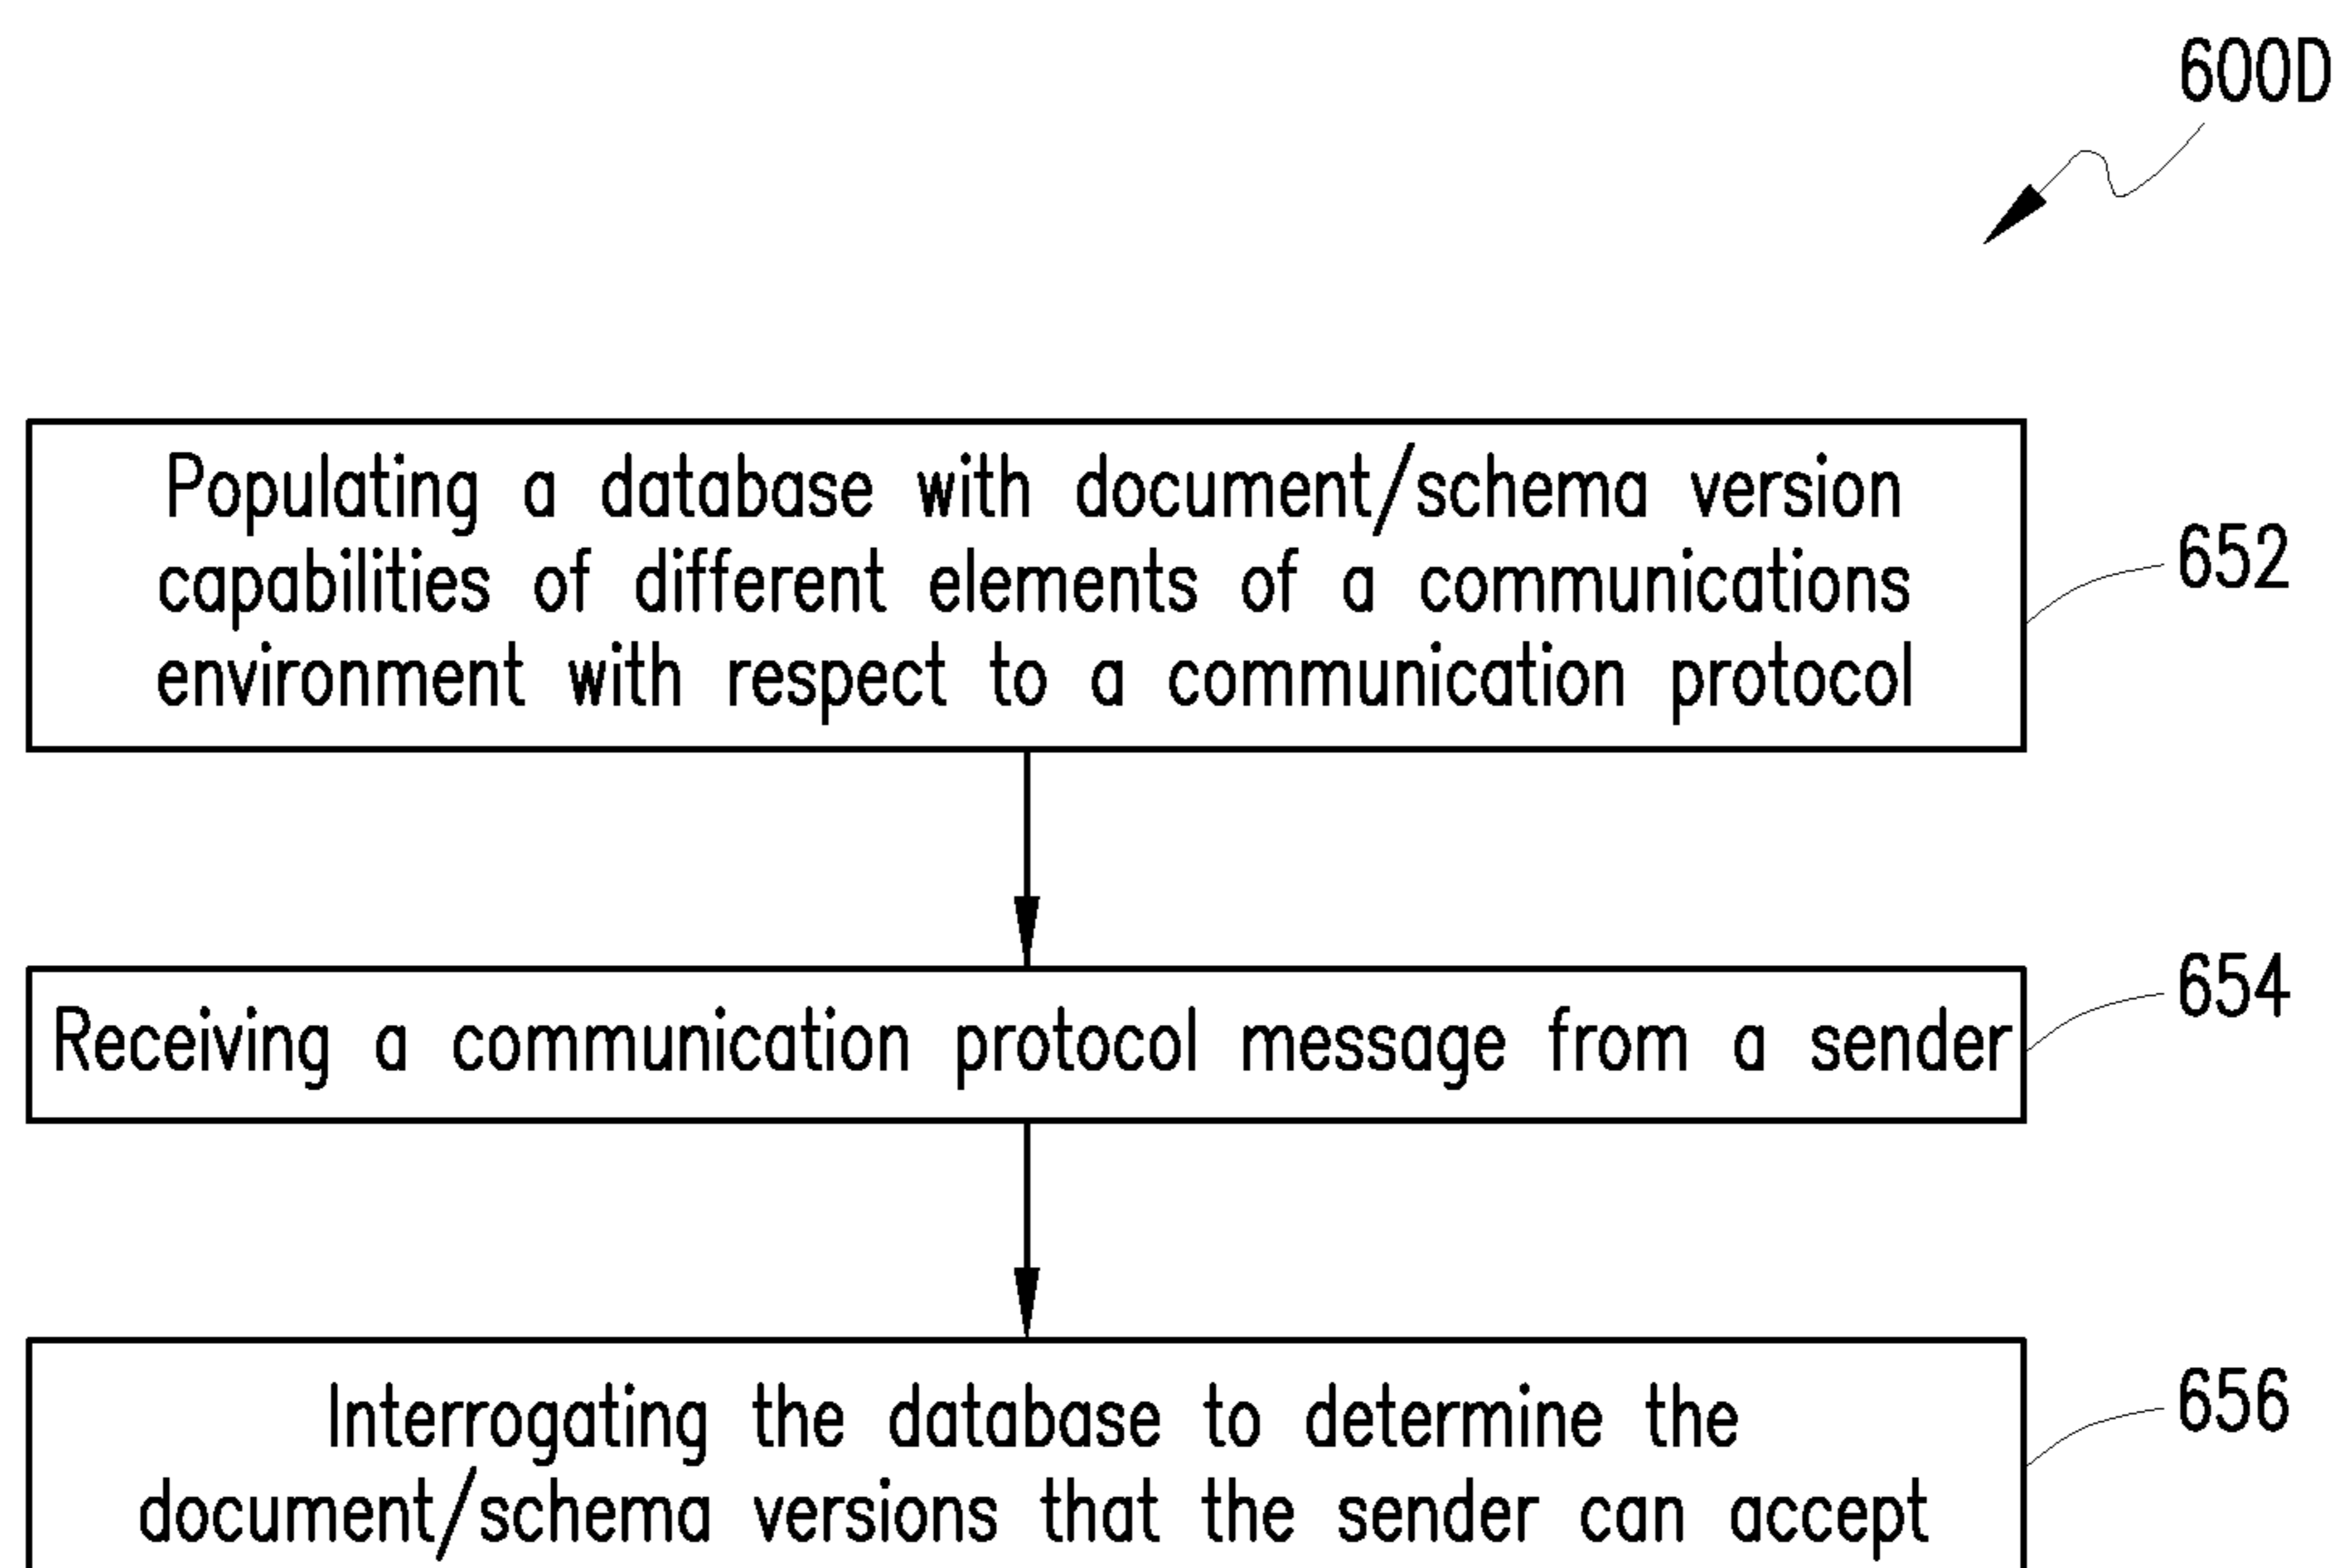 600D
Populating a database with document/schema version
capabilities of different elements of a communications
environment with respect to a communication protocol
652
Receiving a communication protocol message from a sender
654
Interrogating the database to determine the
document/schema versions that the sender can accept
656